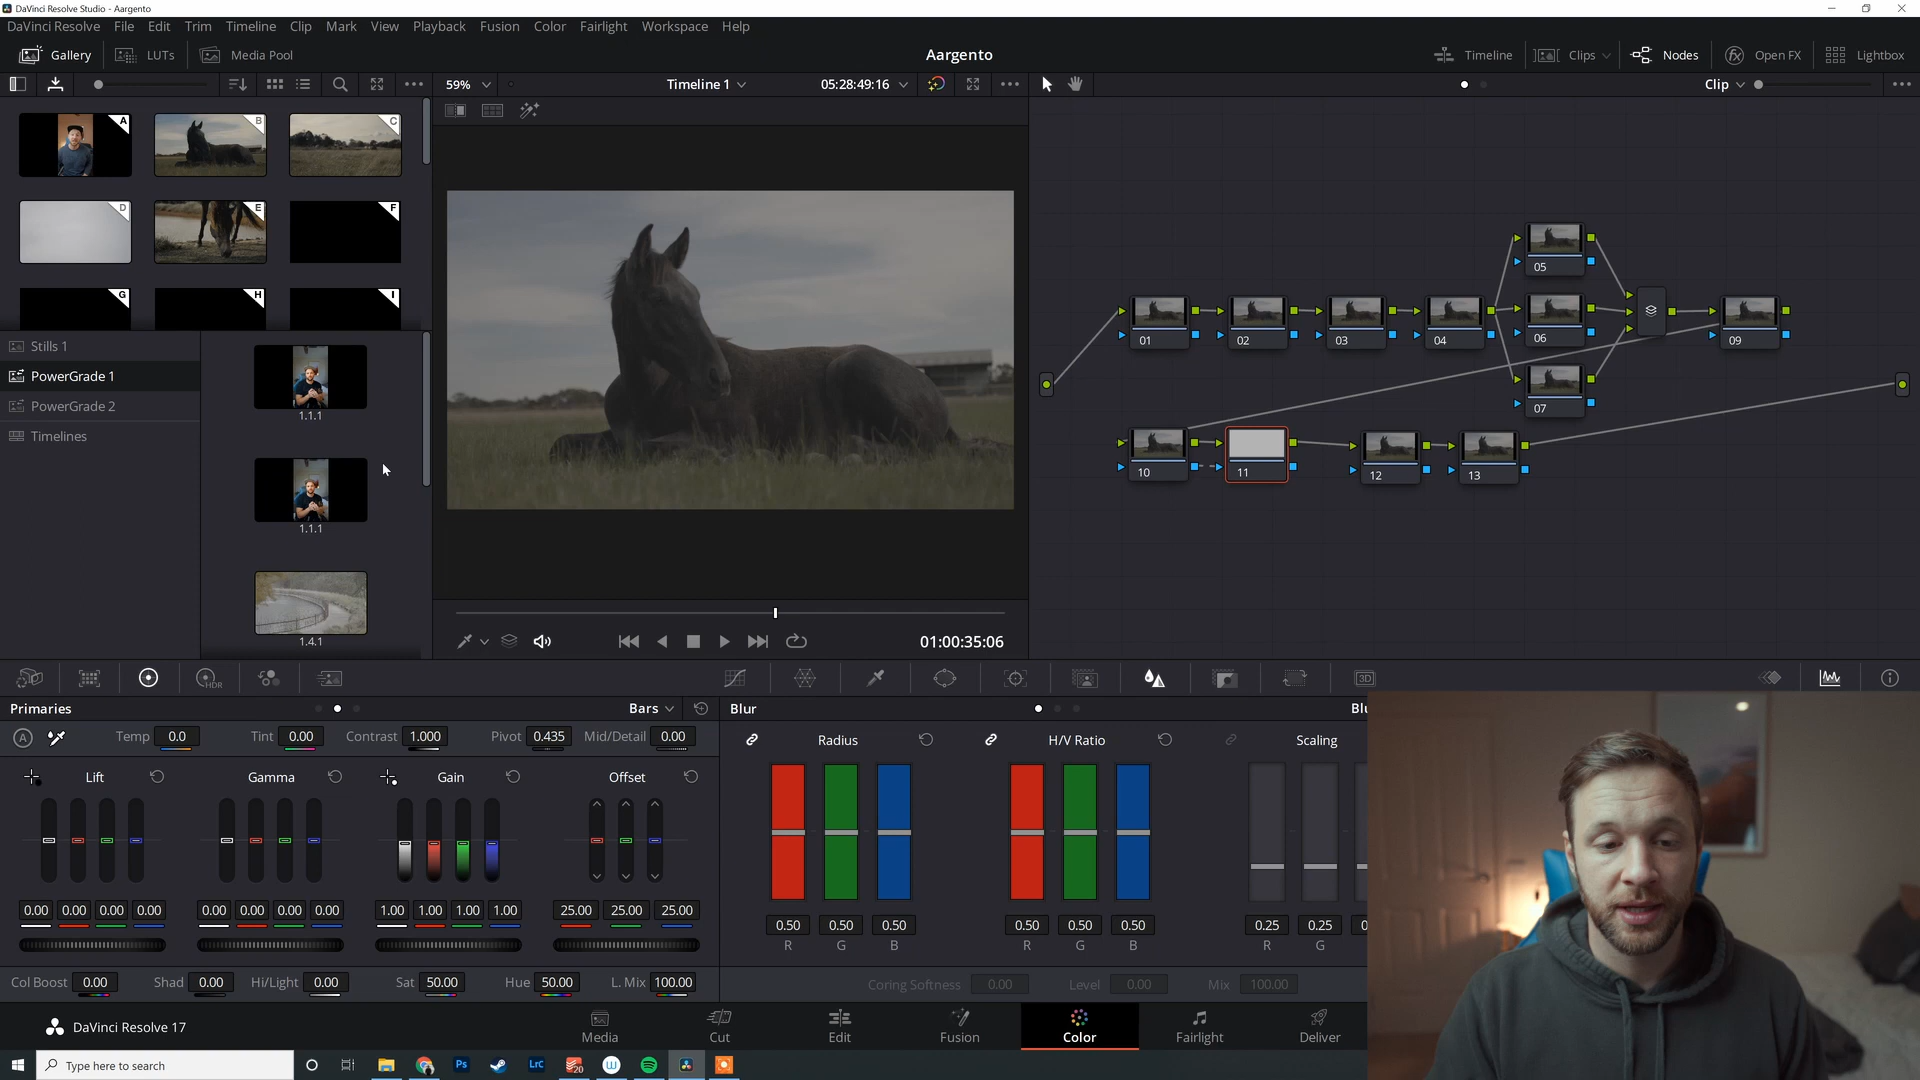 DaVinci Resolve Studio - Aargento
DaVinci Resolve File Edit Trim Timeline Clip Mark View Playback Fusion Color Fairlight Workspace Help
Gallery LUTs Media Pool Aargento Timeline Clips Nodes Open FX Lightbox
59% Timeline 1 05:28:49:16 Clip
A B C
D E F
G H I
Stills 1
PowerGrade 1
PowerGrade 2
Timelines
1.1.1
1.1.1
1.4.1
05
01 02 03 04 06 09
07
10 11 12 13
01:00:35:06
HDR 3D
Primaries Bars Blur Blu
A Temp 0.0 Tint 0.00 Contrast 1.000 Pivot 0.435 Mid/Detail 0.00
Radius H/V Ratio Scaling
Lift Gamma Gain Offset
0.00 0.00 0.00 0.00 0.00 0.00 0.00 0.00 1.00 1.00 1.00 1.00 25.00 25.00 25.00
0.50 0.50 0.50 0.50 0.50 0.50 0.25 0.25 0
R G B R G B R G
Col Boost 0.00 Shad 0.00 Hi/Light 0.00 Sat 50.00 Hue 50.00 L. Mix 100.00
Coring Softness 0.00 Level 0.00 Mix 100.00
DaVinci Resolve 17
Media Cut Edit Fusion Color Fairlight Deliver
Type here to search
Ps LrC 20 W